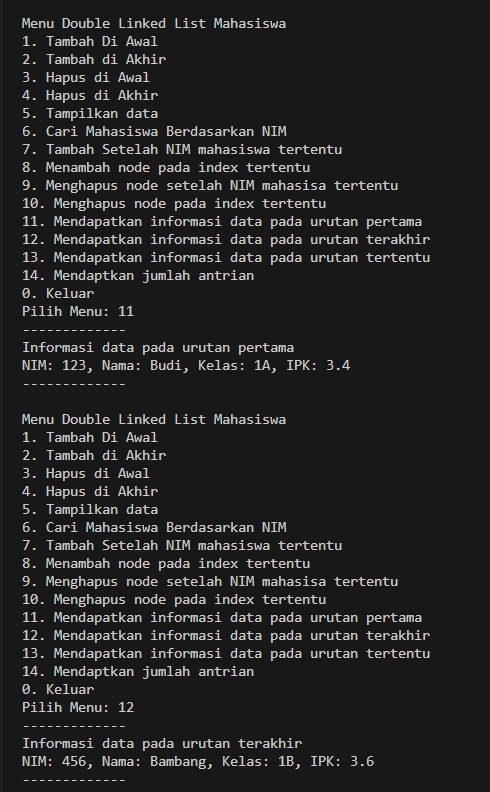 Menu Double Linked List Mahasiswa
1. Tambah Di Awal
2. Tambah di Akhir
3. Hapus di Awal
4. Hapus di Akhir
5. Tampilkan data
6. Cari Mahasiswa Berdasarkan NIM
7. Tambah Setelah NIM mahasiswa tertentu
8. Menambah node pada index tertentu
9. Menghapus node setelah NIM mahasisa tertentu
10. Menghapus node pada index tertentu
11. Mendapatkan informasi data pada urutan pertama
12. Mendapatkan informasi data pada urutan terakhir
13. Mendapatkan informasi data pada urutan tertentu
14. Mendaptkan jumlah antrian
0. Keluar
Pilih Menu: 11
-------------
Informasi data pada urutan pertama
NIM: 123, Nama: Budi, Kelas: 1A, IPK: 3.4
-------------
Menu Double Linked List Mahasiswa
1. Tambah Di Awal
2. Tambah di Akhir
3. Hapus di Awal
4. Hapus di Akhir
5. Tampilkan data
6. Cari Mahasiswa Berdasarkan NIM
7. Tambah Setelah NIM mahasiswa tertentu
8. Menambah node pada index tertentu
9. Menghapus node setelah NIM mahasisa tertentu
10. Menghapus node pada index tertentu
11. Mendapatkan informasi data pada urutan pertama
12. Mendapatkan informasi data pada urutan terakhir
13. Mendapatkan informasi data pada urutan tertentu
14. Mendaptkan jumlah antrian
0. Keluar
Pilih Menu: 12
-------------
Informasi data pada urutan terakhir
NIM: 456, Nama: Bambang, Kelas: 1B, IPK: 3.6
-------------